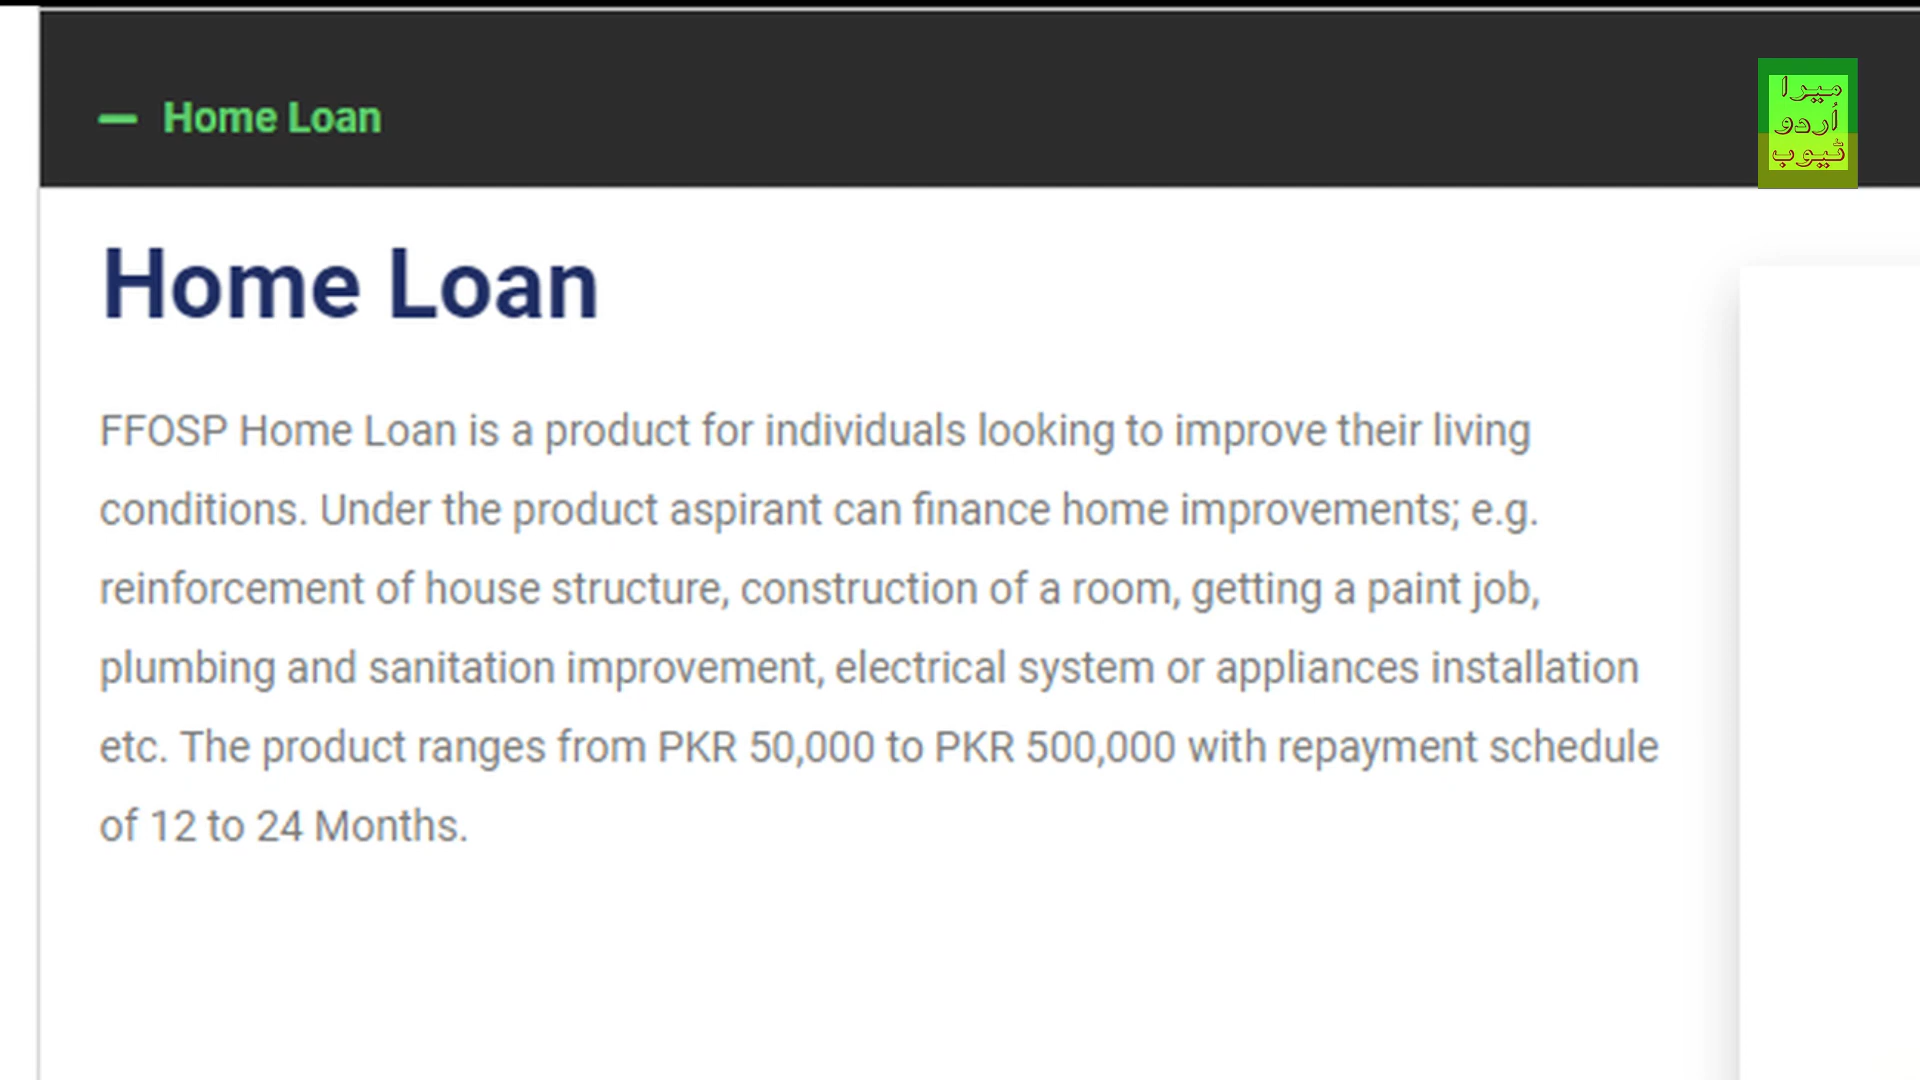 Home Loan
میرا
اُردو
ٹیوب
Home Loan
FFOSP Home Loan is a product for individuals looking to improve their living
conditions. Under the product aspirant can finance home improvements; e.g.
reinforcement of house structure, construction of a room, getting a paint job,
plumbing and sanitation improvement, electrical system or appliances installation
etc. The product ranges from PKR 50,000 to PKR 500,000 with repayment schedule
of 12 to 24 Months.